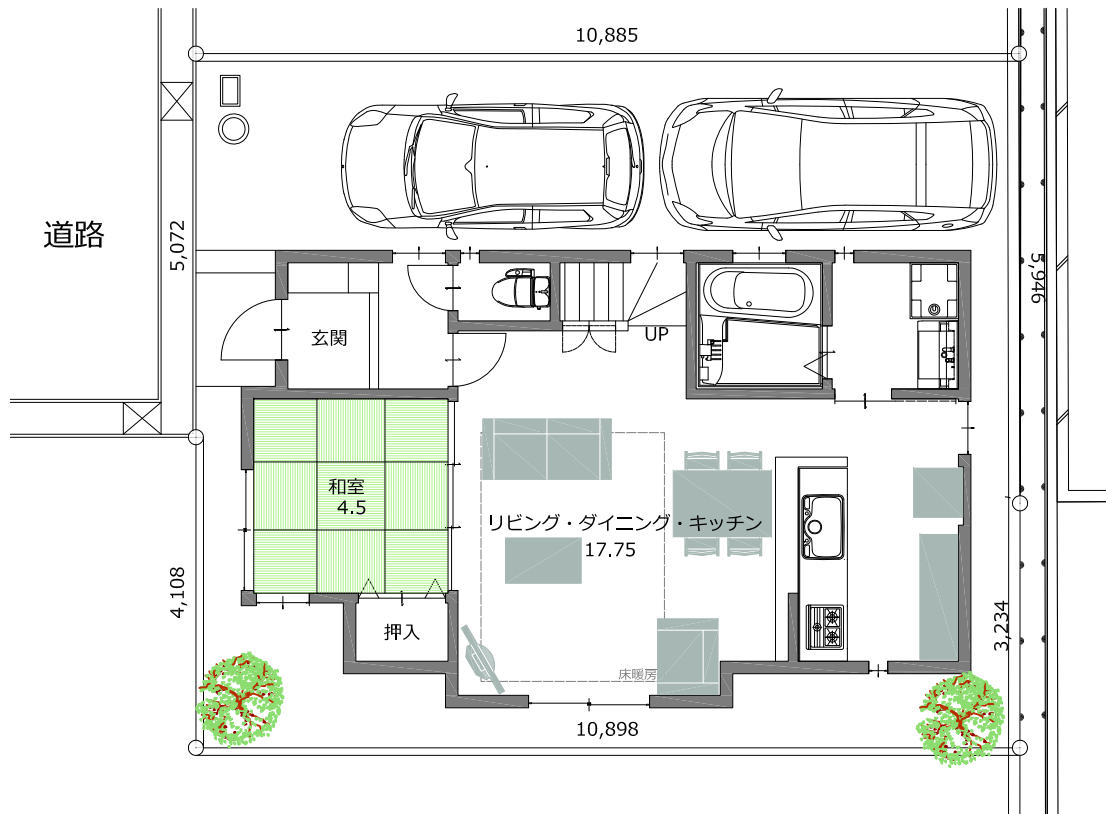 10,885
道路
5,072
5,946
玄関
UP
和室
4.5
リビング・ダイニング・キッチン
17.75
4,108
押入
3,234
床暖房
10,898